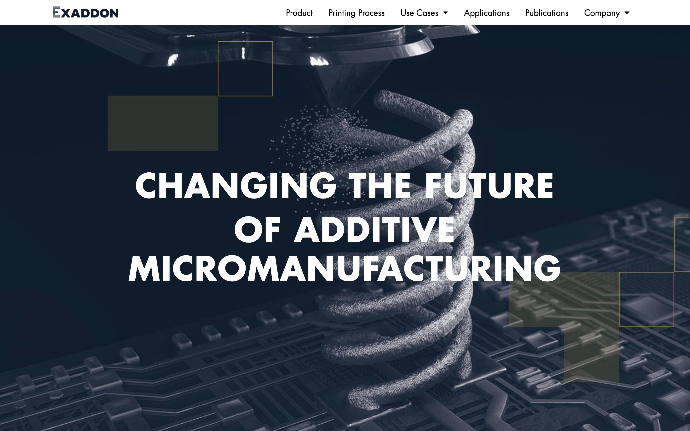 EXADDON
Product Printing Process Use Cases Applications Publications Company
CHANGING THE FUTURE
OF ADDITIVE
MICROMANUFACTURING